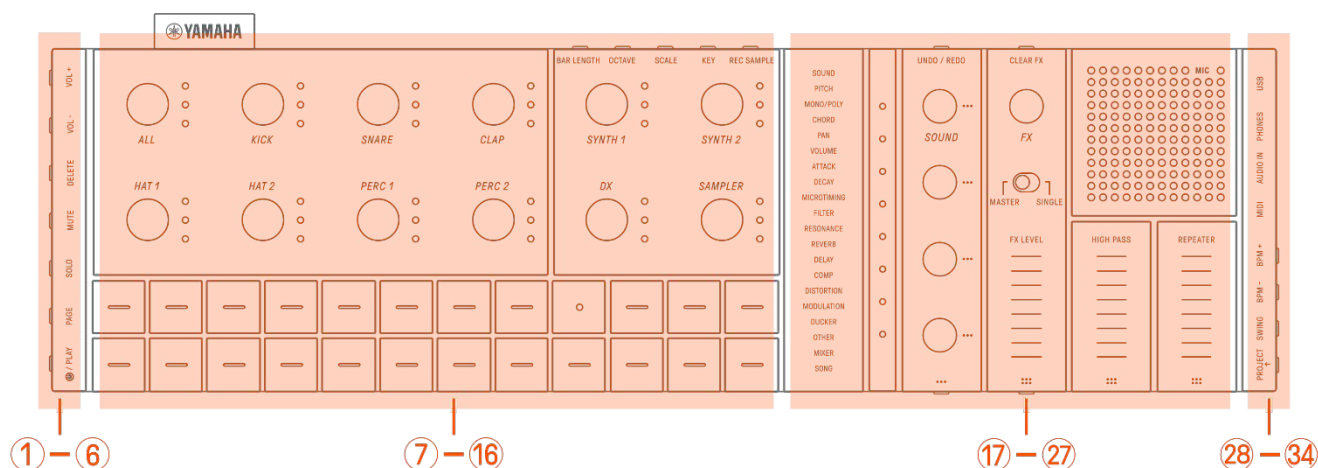 YAMAHA
VOL +
VOL -
DELETE
MUTE
SOLO
PAGE
/ PLAY
BAR LENGTH OCTAVE SCALE KEY REC SAMPLE
ALL KICK SNARE CLAP SYNTH 1 SYNTH 2
HAT 1 HAT 2 PERC 1 PERC 2 DX SAMPLER
SOUND
PITCH
MONO/POLY
CHORD
PAN
VOLUME
ATTACK
DECAY
MICROTIMING
FILTER
RESONANCE
REVERB
DELAY
COMP
DISTORTION
MODULATION
DUCKER
OTHER
MIXER
SONG
UNDO / REDO
SOUND
CLEAR FX
FX
MASTER SINGLE
MIC
FX LEVEL HIGH PASS REPEATER
USB
PHONES
AUDIO IN
MIDI
BPM +
BPM -
SWING
PROJECT
1 – 6
7 – 16
17 – 27
28 – 34